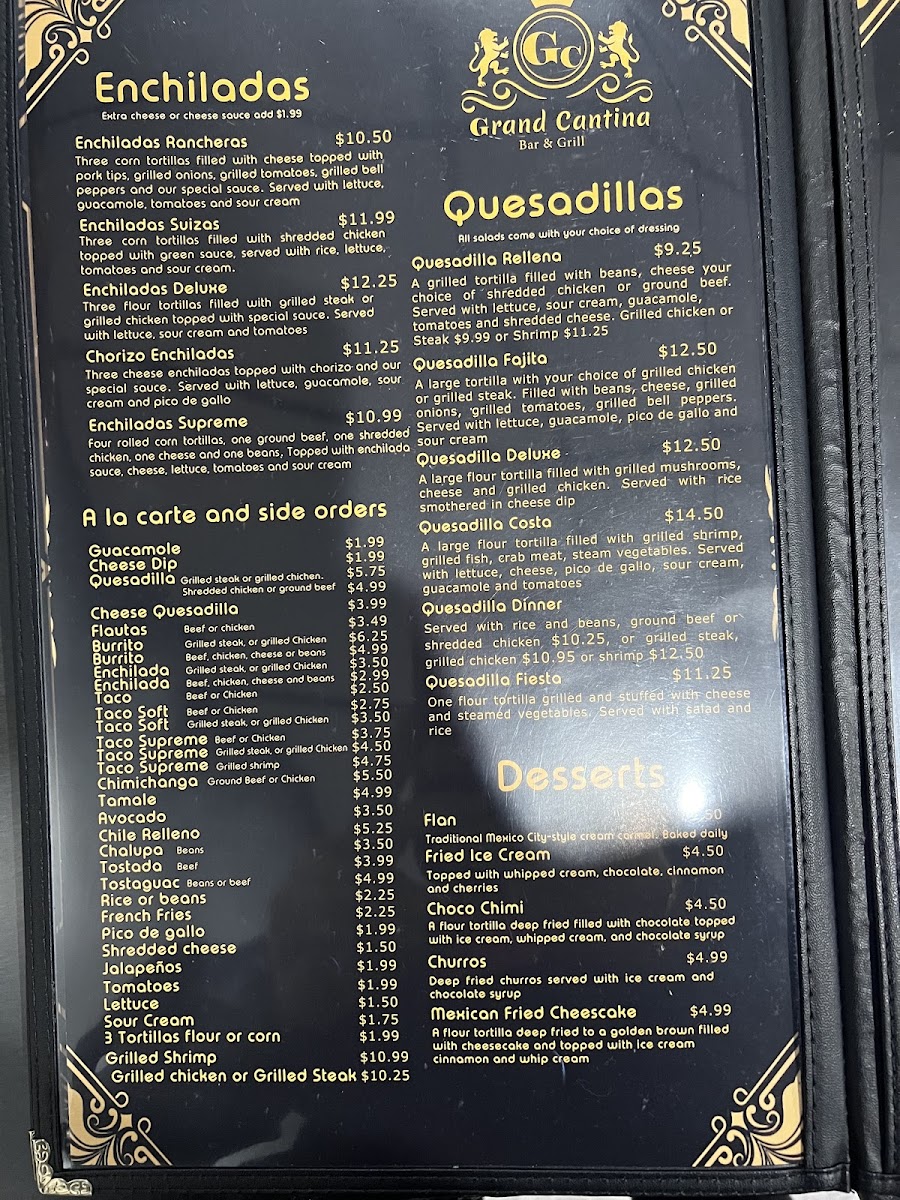 Enchiladas
Extra cheese or cheese sauce add $1.99
Enchiladas Rancheras $10.50
Three corn tortillas filled with cheese topped with
pork tips, grilled onions, grilled tomatoes, grilled bell
peppers and our special sauce. Served with lettuce,
guacamole, tomatoes and sour cream
Enchiladas Suizas $11.99
Three corn tortillas filled with shredded chicken
topped with green sauce, served with rice, lettuce,
tomatoes and sour cream.
Enchiladas Deluxe $12.25
Three flour tortillas filled with grilled steak or
grilled chicken topped with special sauce. Served
with lettuce, sour cream and tomatoes
Chorizo Enchiladas $11.25
Three cheese enchiladas topped with chorizo and our
special sauce. Served with lettuce, guacamole, sour
cream and pico de gallo
Enchiladas Supreme $10.99
Four rolled corn tortillas, one ground beef, one shredded
chicken, one cheese and one beans, Topped with enchilada
sauce, cheese, lettuce, tomatoes and sour cream
A la carte and side orders
Guacamole $1.99
Cheese Dip $1.99
Quesadilla Grilled steak or grilled chichen. $5.75
Shredded chicken or ground beef $4.99
Cheese Quesadilla $3.99
Flautas Beef or chicken $3.49
Burrito Grilled steak, or grilled Chicken $6.25
Burrito Beef, chicken, cheese or beans $4.99
Enchilada Grilled steak, or grilled Chicken $3.50
Enchilada Beef, chicken, cheese and beans $2.99
Taco Beef or Chicken $2.50
Taco Soft Beef or Chicken $2.75
Taco Soft Grilled steak, or grilled Chicken $3.50
Taco Supreme Beef or Chicken $3.75
Taco Supreme Grilled steak, or grilled Chicken $4.50
Taco Supreme Grilled shrimp $4.75
Chimichanga Ground Beef or Chicken $5.50
Tamale $4.99
Avocado $3.50
Chile Relleno $5.25
Chalupa Beans $3.50
Tostada Beef $3.99
Tostaguac Beans or beef $4.99
Rice or beans $2.25
French Fries $2.25
Pico de gallo $1.99
Shredded cheese $1.50
Jalapeños $1.99
Tomatoes $1.99
Lettuce $1.50
Sour Cream $1.75
3 Tortillas flour or corn $1.99
Grilled Shrimp $10.99
Grilled chicken or Grilled Steak $10.25
GC
Grand Cantina
Bar & Grill
Quesadillas
All salads come with your choice of dressing
Quesadilla Rellena $9.25
A grilled tortilla filled with beans, cheese your
choice of shredded chicken or ground beef.
Served with lettuce, sour cream, guacamole,
tomatoes and shredded cheese. Grilled chicken or
Steak $9.99 or Shrimp $11.25
Quesadilla Fajita $12.50
A large tortilla with your choice of grilled chicken
or grilled steak. Filled with beans, cheese, grilled
onions, grilled tomatoes, grilled bell peppers.
Served with lettuce, guacamole, pico de gallo and
sour cream
Quesadilla Deluxe $12.50
A large flour tortilla filled with grilled mushrooms,
cheese and grilled chicken. Served with rice
smothered in cheese dip
Quesadilla Costa $14.50
A large flour tortilla filled with grilled shrimp,
grilled fish, crab meat, steam vegetables. Served
with lettuce, cheese, pico de gallo, sour cream,
guacamole and tomatoes
Quesadilla Dinner
Served with rice and beans, ground beef or
shredded chicken $10.25, or grilled steak,
grilled chicken $10.95 or shrimp $12.50
Quesadilla Fiesta $11.25
One flour tortilla grilled and stuffed with cheese
and steamed vegetables. Served with salad and
rice
Desserts
Flan
Traditional Mexico City-style cream carmel. Baked daily
Fried Ice Cream $4.50
Topped with whipped cream, chocolate, cinnamon
and cherries
Choco Chimi $4.50
A flour tortilla deep fried filled with chocolate topped
with ice cream, whipped cream, and chocolate syrup
Churros $4.99
Deep fried churros served with ice cream and
chocolate syrup
Mexican Fried Cheescake $4.99
A flour tortilla deep fried to a golden brown filled
with cheesecake and topped with ice cream
cinnamon and whip cream